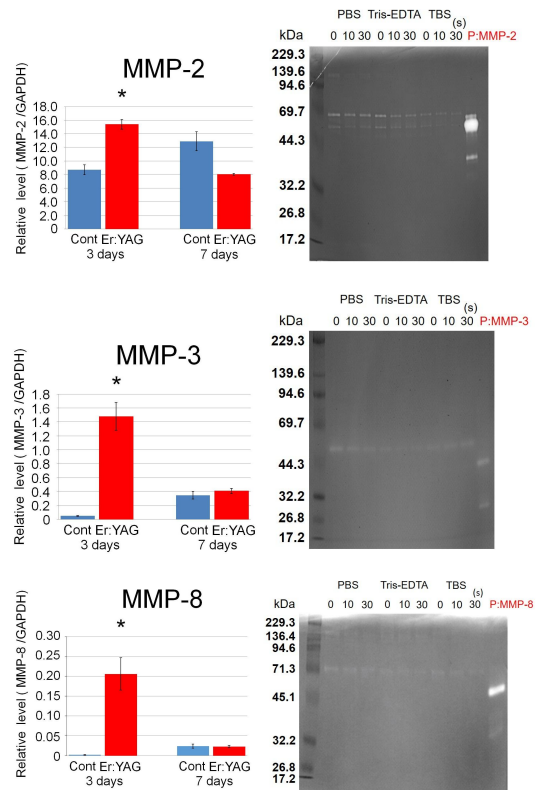 MMP-2
*
Relative level ( MMP-2 /GAPDH)
18.0
16.0
14.0
12.0
10.0
8.0
6.0
4.0
2.0
0
Cont Er:YAG Cont Er:YAG
3 days 7 days
PBS Tris-EDTA TBS
(s)
kDa 0 10 30 0 10 30 0 10 30 P:MMP-2
229.3
139.6
94.6
69.7
44.3
32.2
26.8
17.2
MMP-3
*
Relative level ( MMP-3 /GAPDH)
1.8
1.6
1.4
1.2
1.0
0.8
0.6
0.4
0.2
0
Cont Er:YAG Cont Er:YAG
3 days 7 days
PBS Tris-EDTA TBS
(s)
0 10 30 0 10 30 0 10 30
kDa P:MMP-3
229.3
139.6
94.6
69.7
44.3
32.2
26.8
17.2
MMP-8
*
Relative level ( MMP-8 /GAPDH)
0.30
0.25
0.20
0.15
0.10
0.05
0
Cont Er:YAG Cont Er:YAG
3 days 7 days
PBS Tris-EDTA TBS
(s)
kDa 0 10 30 0 10 30 0 10 30 P:MMP-8
229.3
136.4
94.6
71.3
45.1
32.2
26.8
17.2